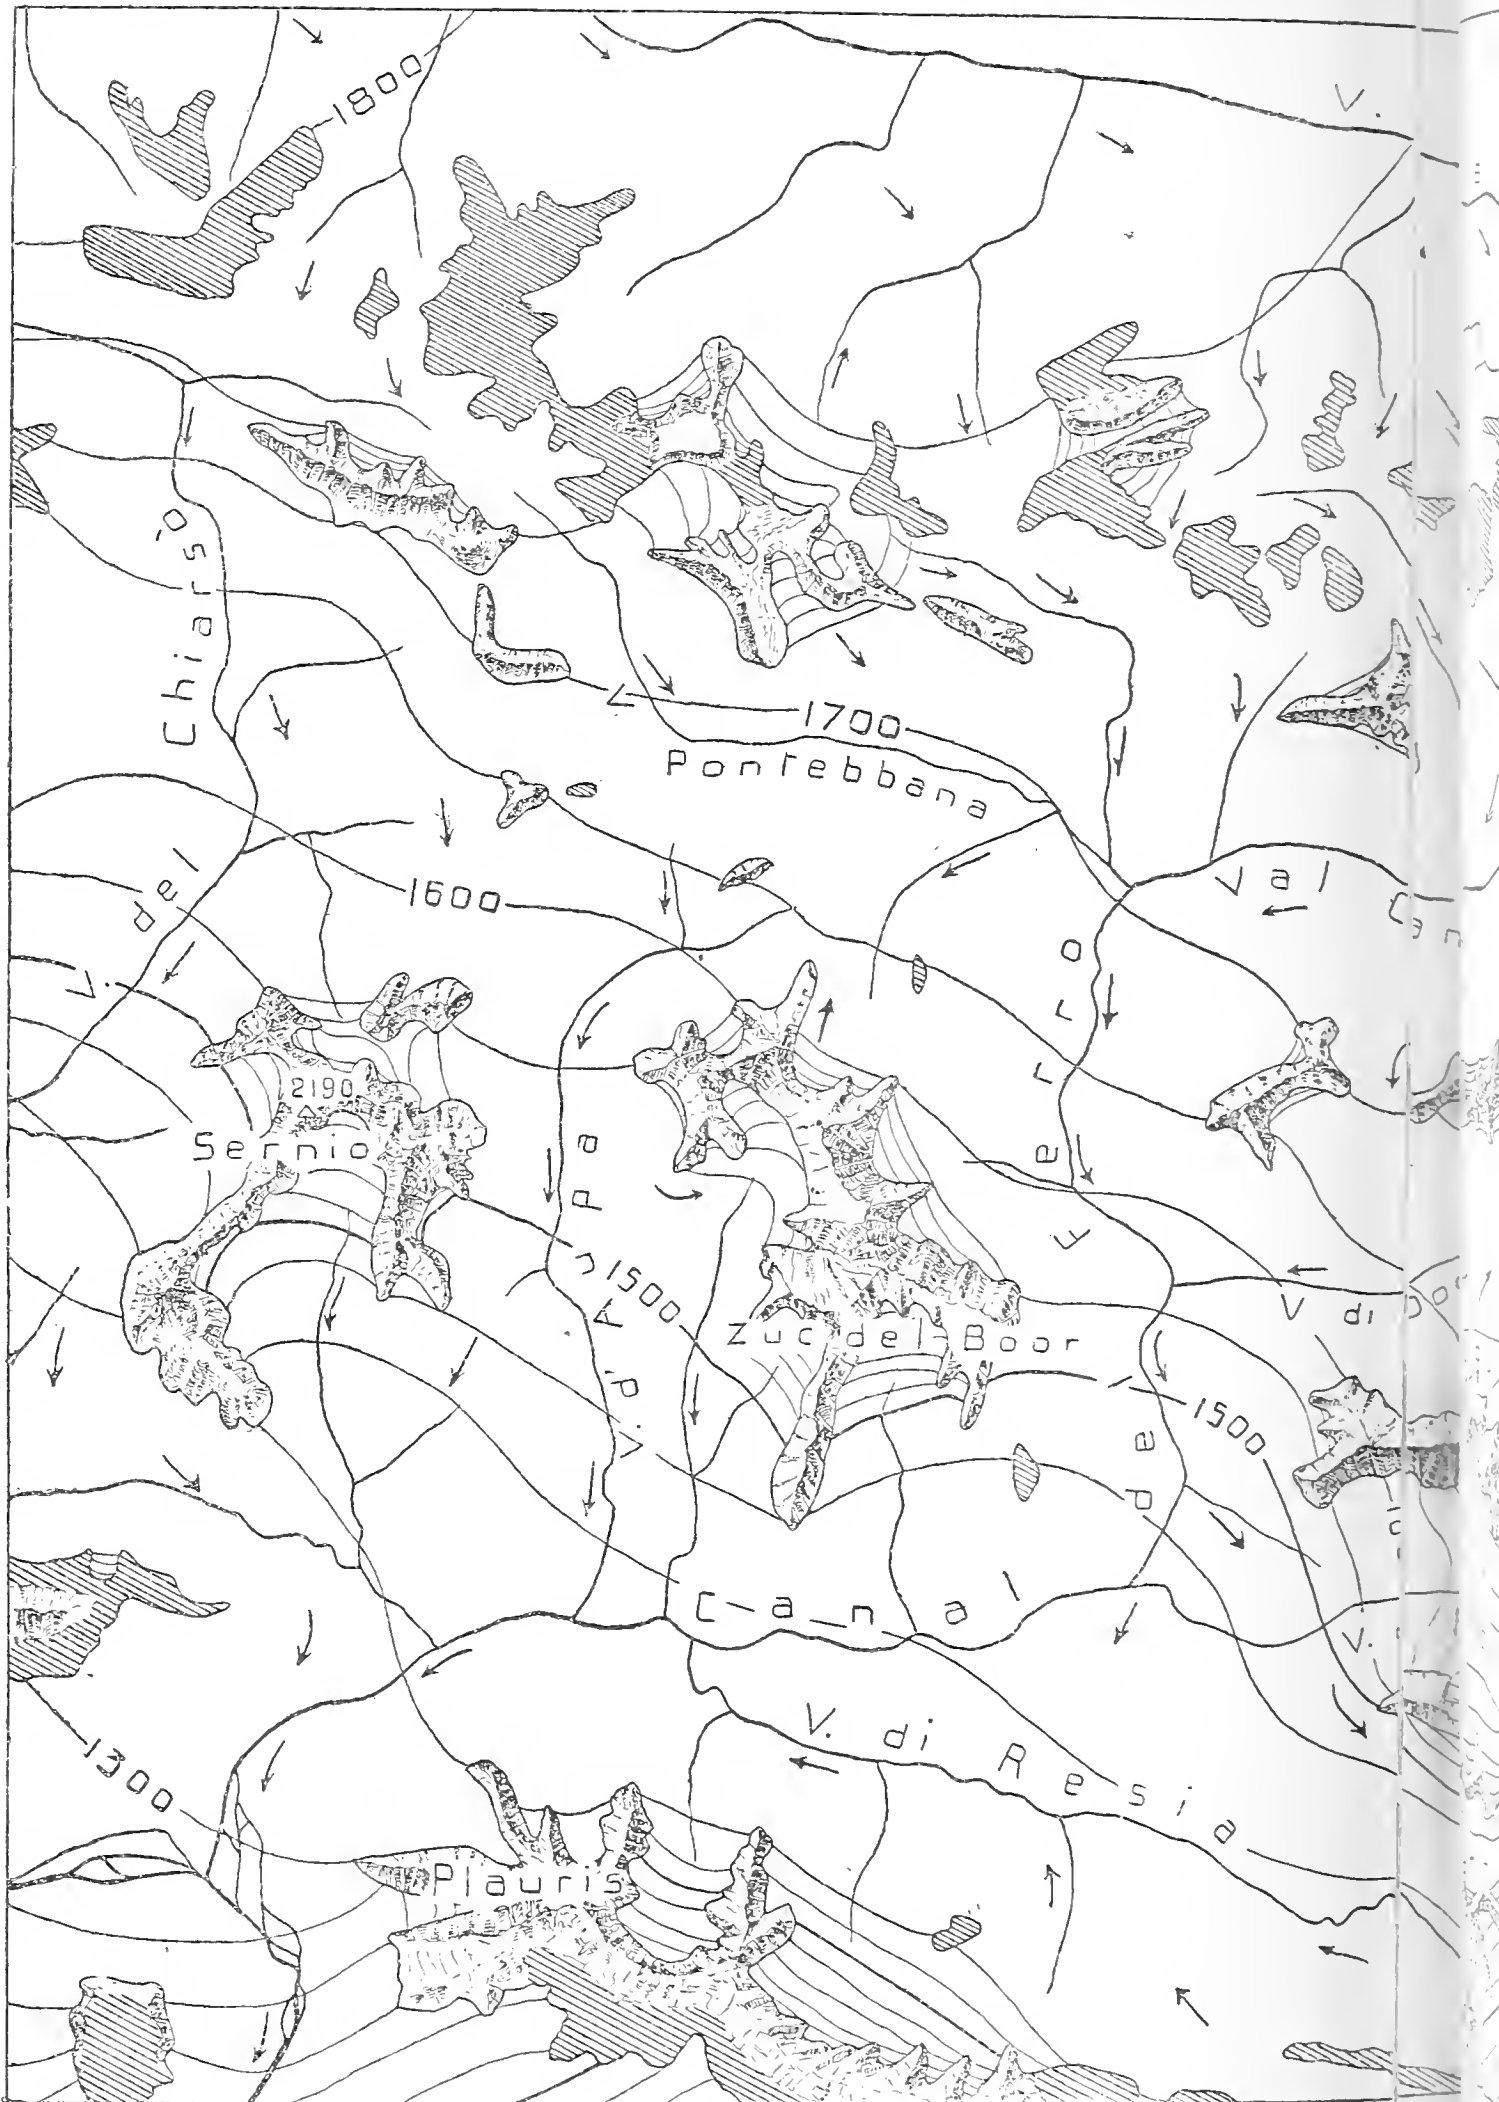 1800
V.
V. del Chiarsò
1700
Pontebbana
1600
Val
Can
2190
Sernio
V. d' Aupa
1500
Canal del Ferro
Zuc del Boor
V. di
1500
V.
V. di Resia
1300
Plauris